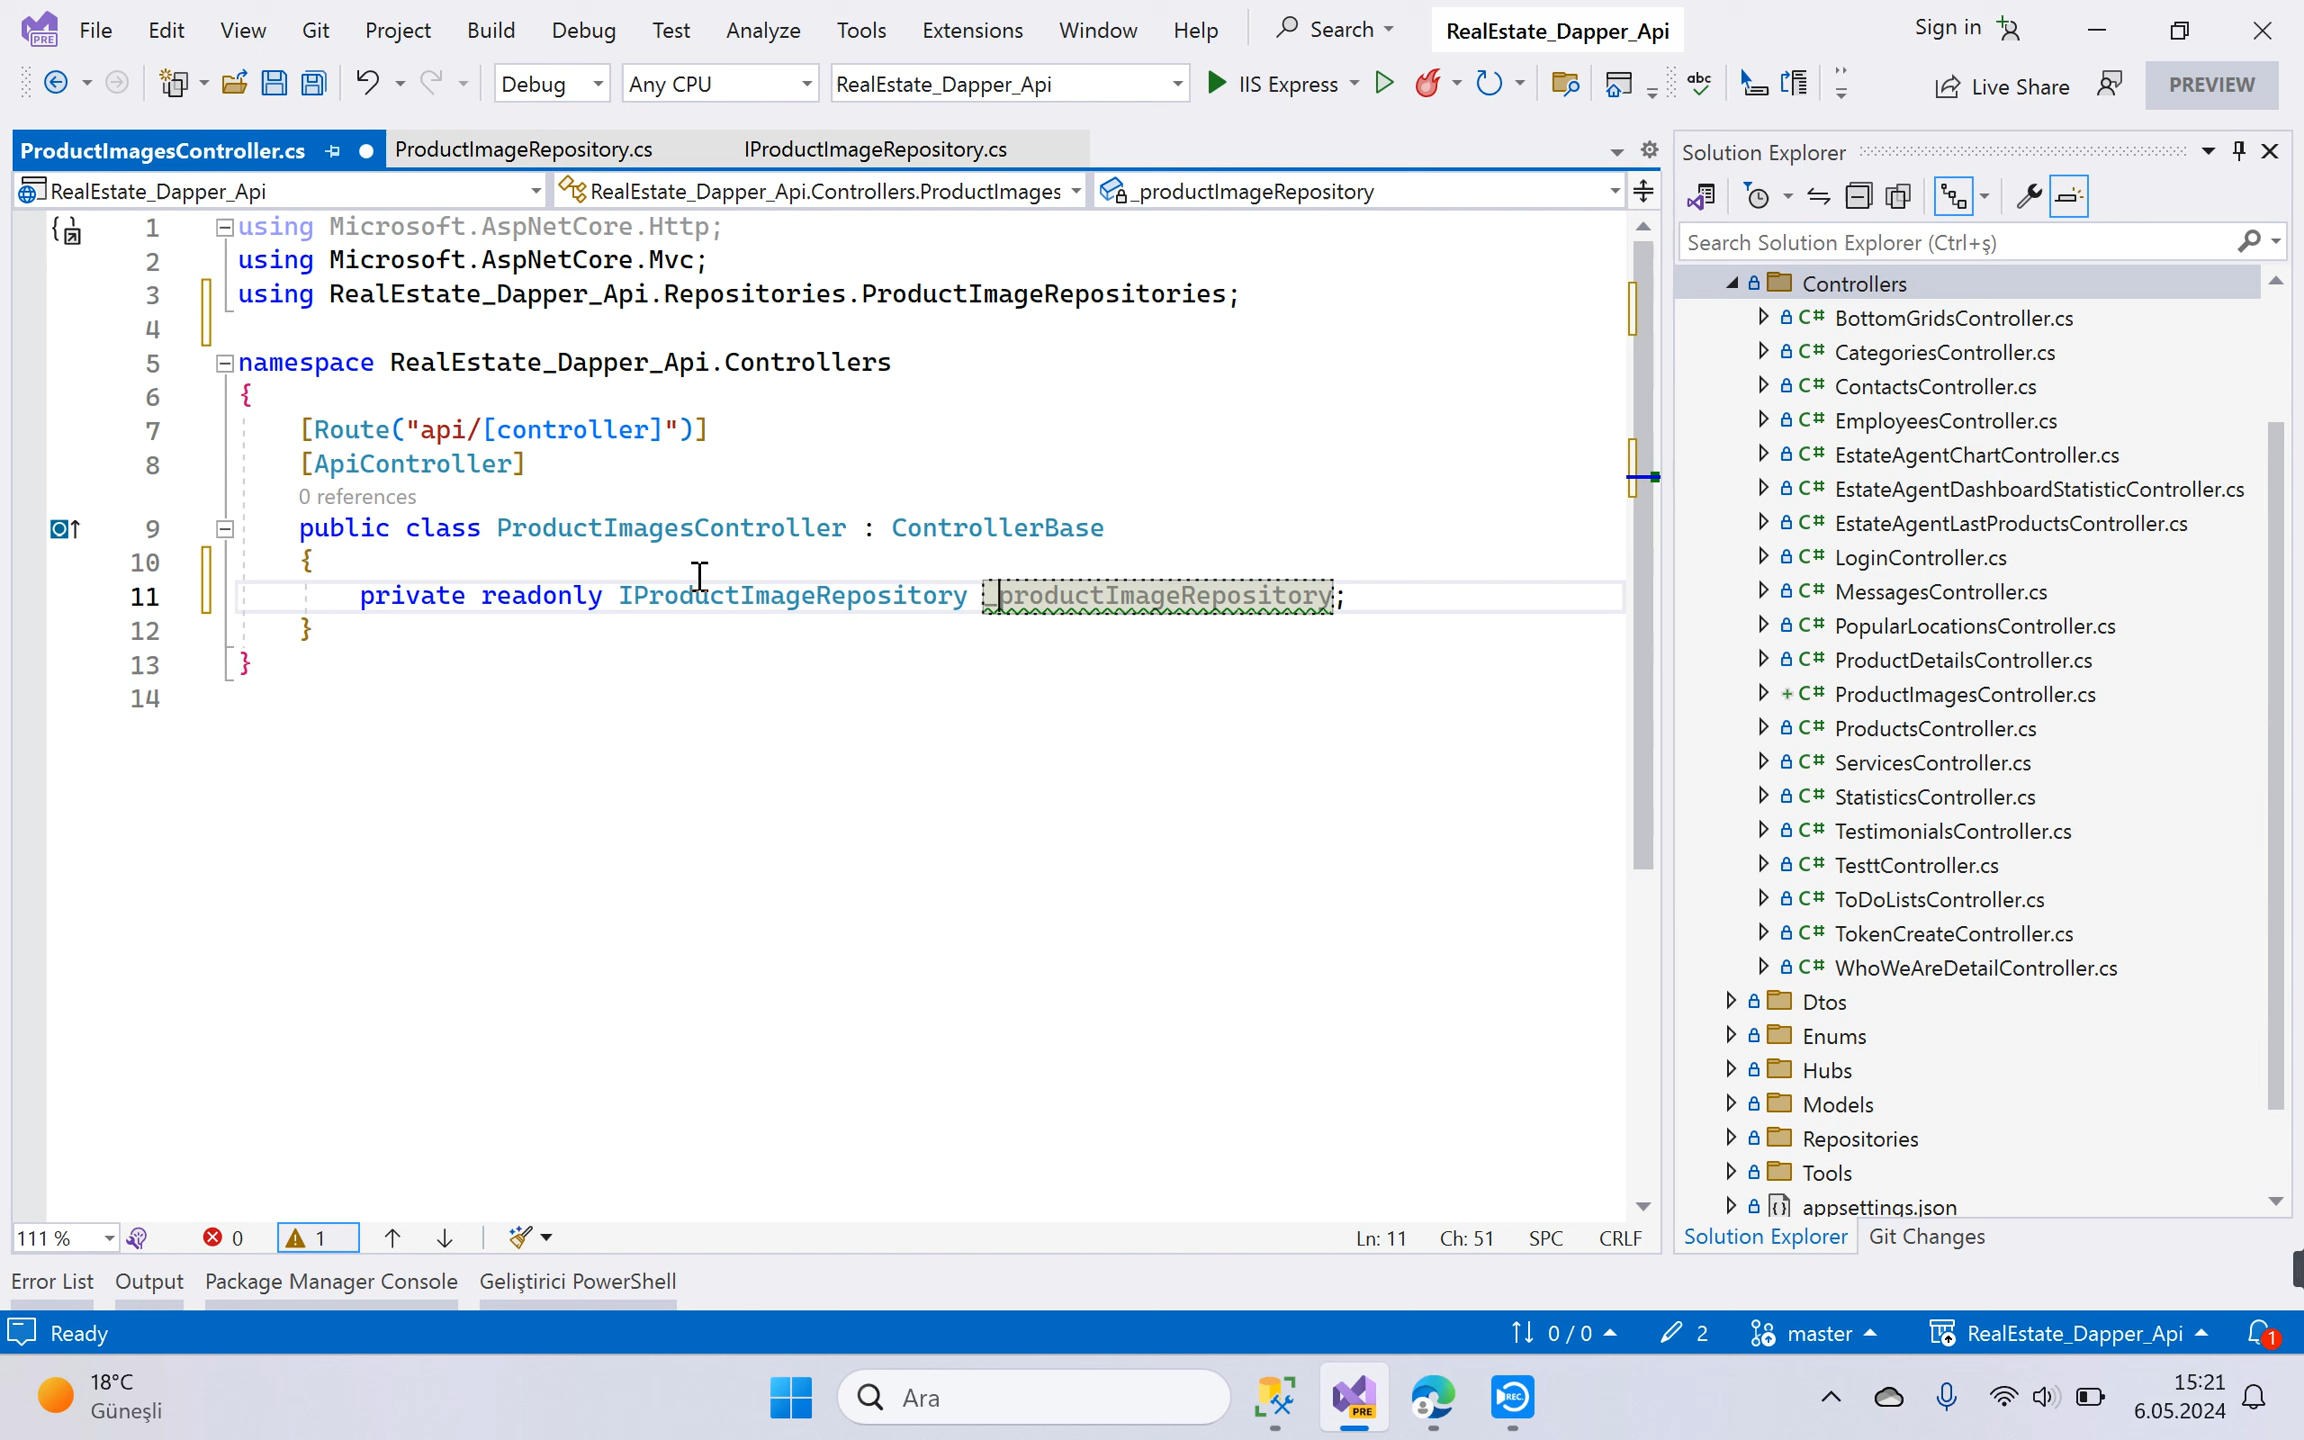 File Edit View Git Project Build Debug Test Analyze Tools Extensions Window Help Search RealEstate_Dapper_Api Sign in
Debug Any CPU RealEstate_Dapper_Api IIS Express Live Share PREVIEW
ProductImagesController.cs ProductImageRepository.cs IProductImageRepository.cs
RealEstate_Dapper_Api RealEstate_Dapper_Api.Controllers.ProductImages _productImageRepository
1 using Microsoft.AspNetCore.Http;
2 using Microsoft.AspNetCore.Mvc;
3 using RealEstate_Dapper_Api.Repositories.ProductImageRepositories;
4
5 namespace RealEstate_Dapper_Api.Controllers
6 {
7 [Route("api/[controller]")]
8 [ApiController]
0 references
9 public class ProductImagesController : ControllerBase
10 {
11 private readonly IProductImageRepository _productImageRepository;
12 }
13 }
14
111 % 0 1 Ln: 11 Ch: 51 SPC CRLF
Solution Explorer
Search Solution Explorer (Ctrl+ş)
Controllers
C# BottomGridsController.cs
C# CategoriesController.cs
C# ContactsController.cs
C# EmployeesController.cs
C# EstateAgentChartController.cs
C# EstateAgentDashboardStatisticController.cs
C# EstateAgentLastProductsController.cs
C# LoginController.cs
C# MessagesController.cs
C# PopularLocationsController.cs
C# ProductDetailsController.cs
+ C# ProductImagesController.cs
C# ProductsController.cs
C# ServicesController.cs
C# StatisticsController.cs
C# TestimonialsController.cs
C# TesttController.cs
C# ToDoListsController.cs
C# TokenCreateController.cs
C# WhoWeAreDetailController.cs
Dtos
Enums
Hubs
Models
Repositories
Tools
appsettings.json
Solution Explorer Git Changes
Error List Output Package Manager Console Geliştirici PowerShell
Ready 0 / 0 2 master RealEstate_Dapper_Api 1
18°C
Güneşli
Ara
PRE
REC
15:21
6.05.2024